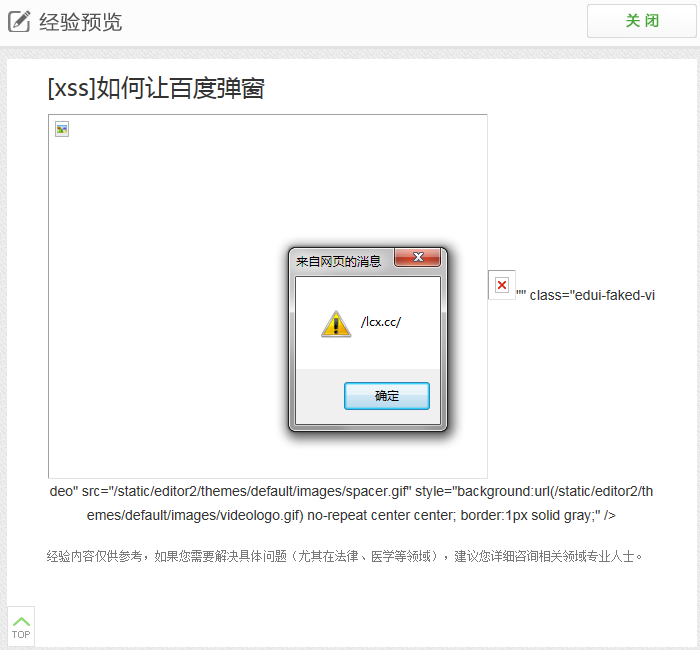 经验预览
关 闭
[xss]如何让百度弹窗
来自网页的消息
/lcx.cc/
确定
"" class="edui-faked-vi
deo" src="/static/editor2/themes/default/images/spacer.gif" style="background:url(/static/editor2/th
emes/default/images/videologo.gif) no-repeat center center; border:1px solid gray;" />
经验内容仅供参考，如果您需要解决具体问题（尤其在法律、医学等领域），建议您详细咨询相关领域专业人士。
TOP